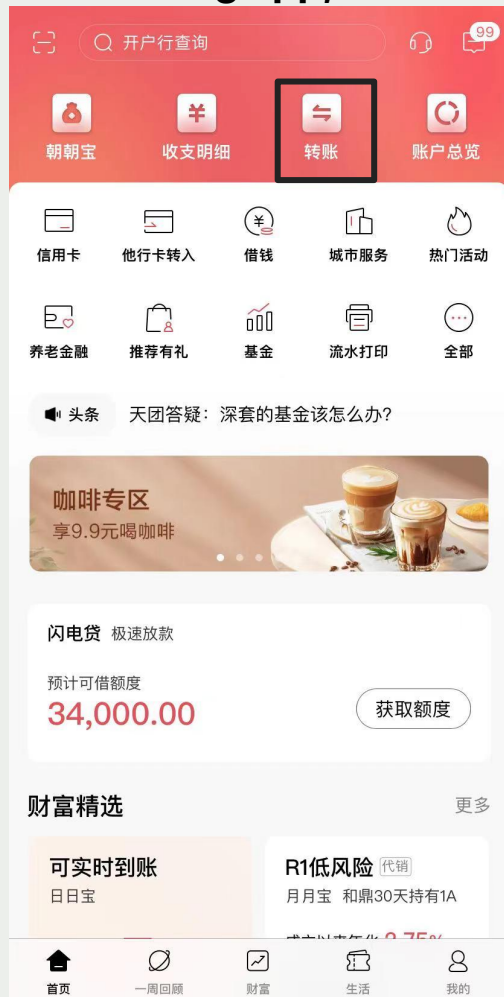 开户行查询
99
朝朝宝 收支明细 转账 账户总览
信用卡 他行卡转入 借钱 城市服务 热门活动
养老金融 推荐有礼 基金 流水打印 全部
头条 天团答疑：深套的基金该怎么办?
咖啡专区
享9.9元喝咖啡
闪电贷 极速放款
预计可借额度
34,000.00
获取额度
财富精选 更多
可实时到账
日日宝
R1低风险 代销
月月宝 和鼎30天持有1A
首页 一周回顾 财富 生活 我的